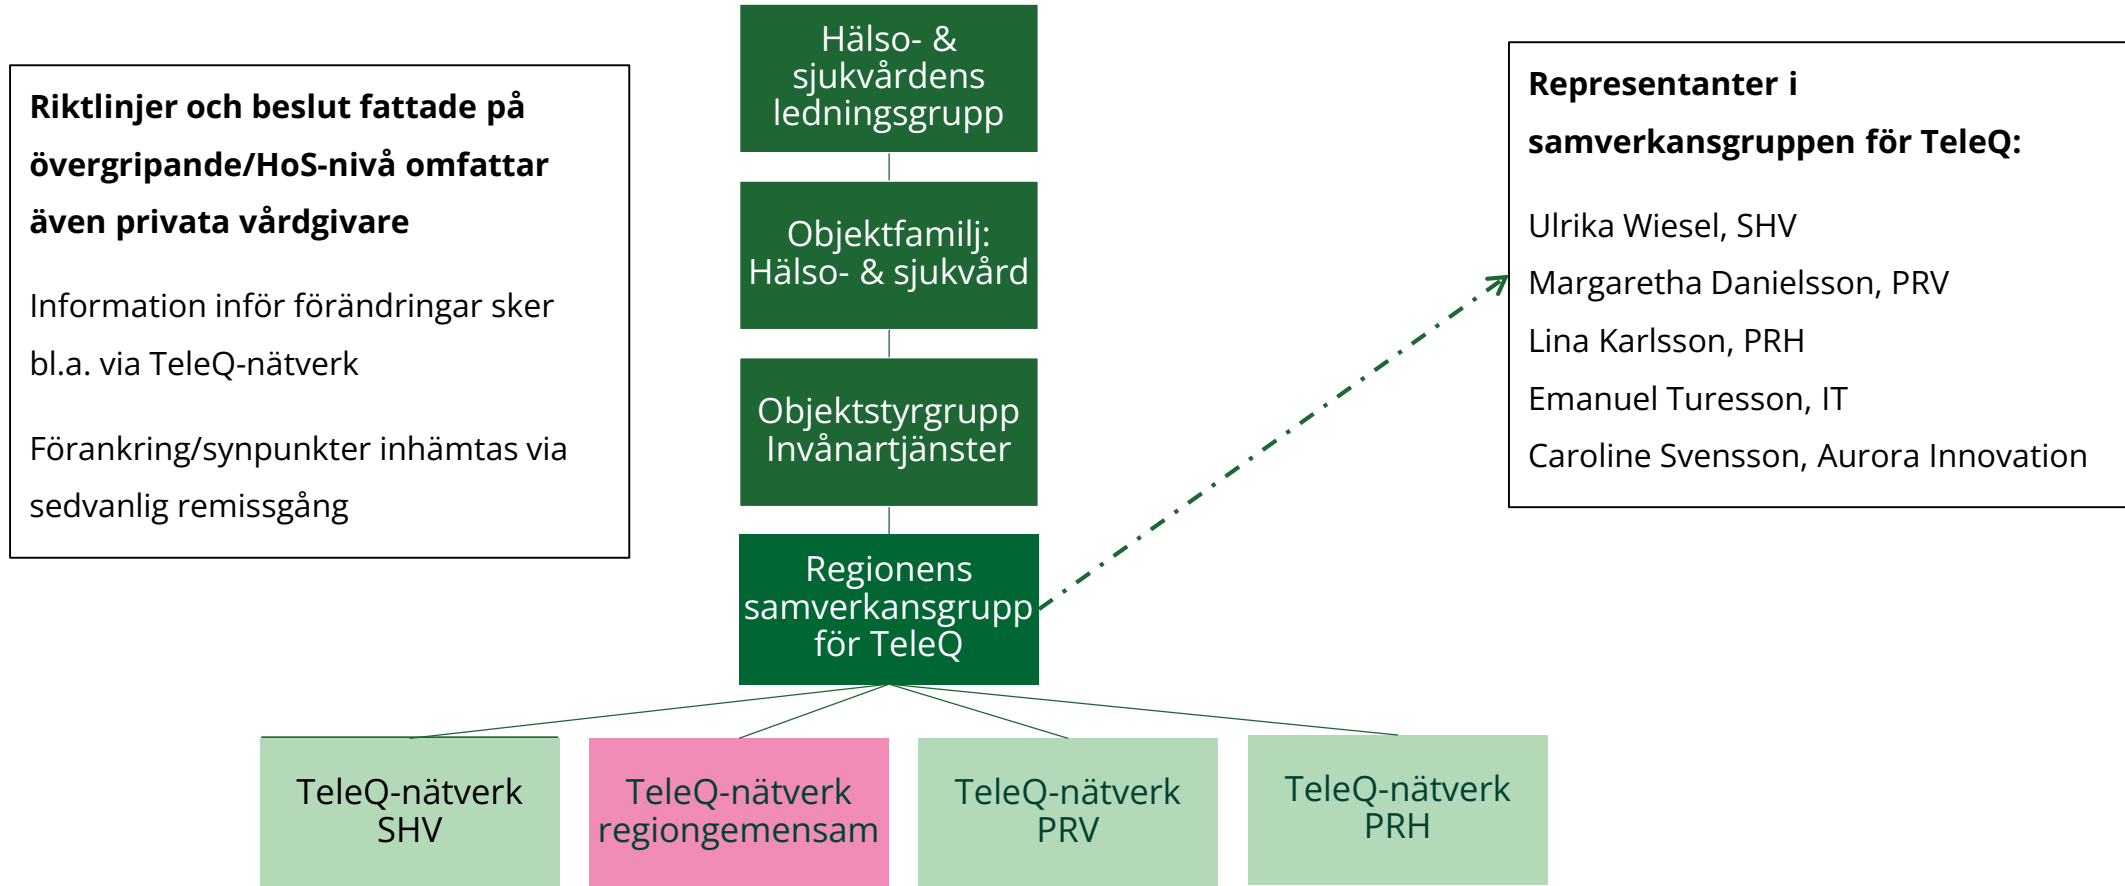 Riktlinjer och beslut fattade på
övergripande/HoS-nivå omfattar
även privata vårdgivare
Information inför förändringar sker
bl.a. via TeleQ-nätverk
Förankring/synpunkter inhämtas via
sedvanlig remissgång
Hälso- &
sjukvårdens
ledningsgrupp
Objektfamilj:
Hälso- & sjukvård
Objektstyrgrupp
Invånartjänster
Regionens
samverkansgrupp
för TeleQ
Representanter i
samverkansgruppen för TeleQ:
Ulrika Wiesel, SHV
Margaretha Danielsson, PRV
Lina Karlsson, PRH
Emanuel Turesson, IT
Caroline Svensson, Aurora Innovation
TeleQ-nätverk
SHV
TeleQ-nätverk
regiongemensam
TeleQ-nätverk
PRV
TeleQ-nätverk
PRH